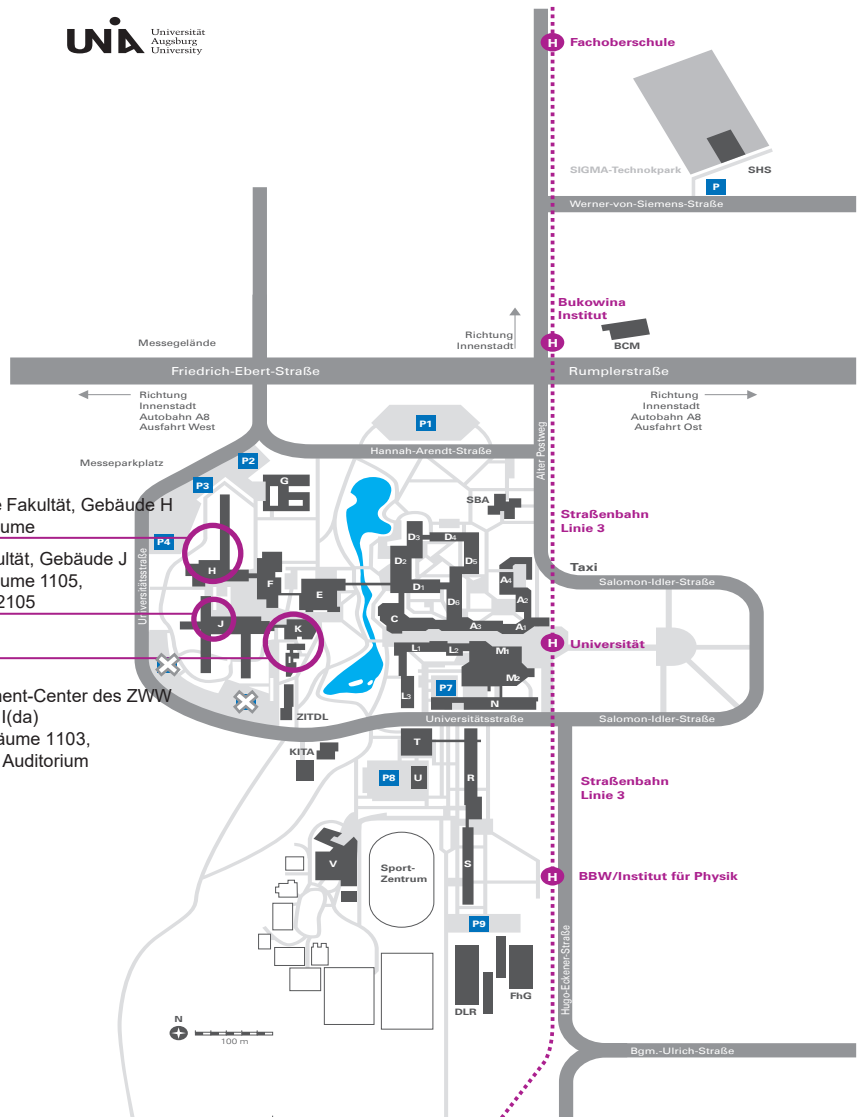 UNIA
Universität
Augsburg
University
H Fachoberschule
SIGMA-Technokpark
SHS
P
Werner-von-Siemens-Straße
Bukowina
Institut
Richtung
Innenstadt
H
BCM
Messegelände
Friedrich-Ebert-Straße
Rumplerstraße
Richtung
Innenstadt
Autobahn A8
Ausfahrt West
Richtung
Innenstadt
Autobahn A8
Ausfahrt Ost
P1
Hannah-Arendt-Straße
Alter Postweg
Messeparkplatz
P2
P3
G
SBA
e Fakultät, Gebäude H
ume
P4
Straßenbahn
Linie 3
D3
D4
D2
D5
D1
D6
Taxi
Salomon-Idler-Straße
ultät, Gebäude J
ume 1105,
2105
Universitätsstraße
H
F
E
A4
A2
C
A3
A1
J
K
I
H Universität
L1
L2
M1
M2
L3
P7
N
ment-Center des ZWW
I(da)
äume 1103,
Auditorium
ZITDL
Universitätsstraße
Salomon-Idler-Straße
KITA
T
P8
U
R
Straßenbahn
Linie 3
V
Sport-
Zentrum
S
H BBW/Institut für Physik
P9
Hugo-Eckener-Straße
DLR
FhG
N
100 m
Bgm.-Ulrich-Straße